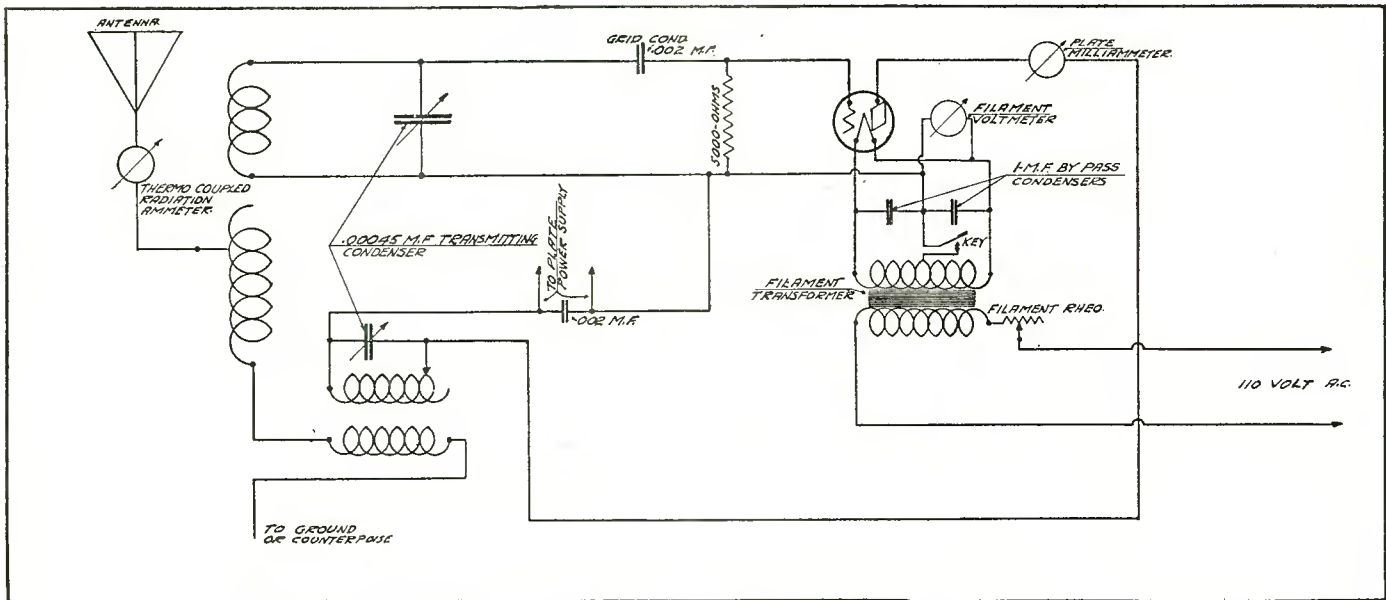 ANTENNA
GRID COND.
.002 M.F.
PLATE
MILLIAMMETER.
5000-OHMS
FILAMENT
VOLTMETER
THERMO COUPLED
RADIATION
AMMETER.
1-M.F. BY PASS
CONDENSERS
.00045 M.F. TRANSMITTING
CONDENSER
TO PLATE
POWER SUPPLY
KEY
FILAMENT
TRANSFORMER
.002 M.F.
FILAMENT RHEO.
110 VOLT A.C.
TO GROUND
OR COUNTERPOISE